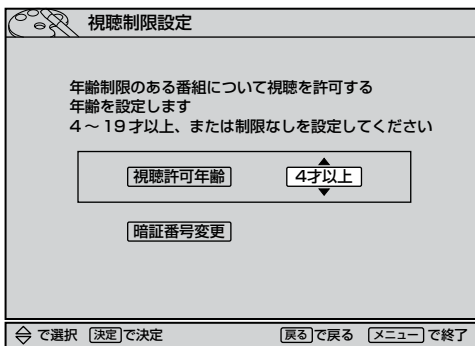 視聴制限設定
年齢制限のある番組について視聴を許可する
年齢を設定します
4〜19才以上、または制限なしを設定してください
視聴許可年齢 4才以上
暗証番号変更
で選択 決定で決定 戻るで戻る メニューで終了